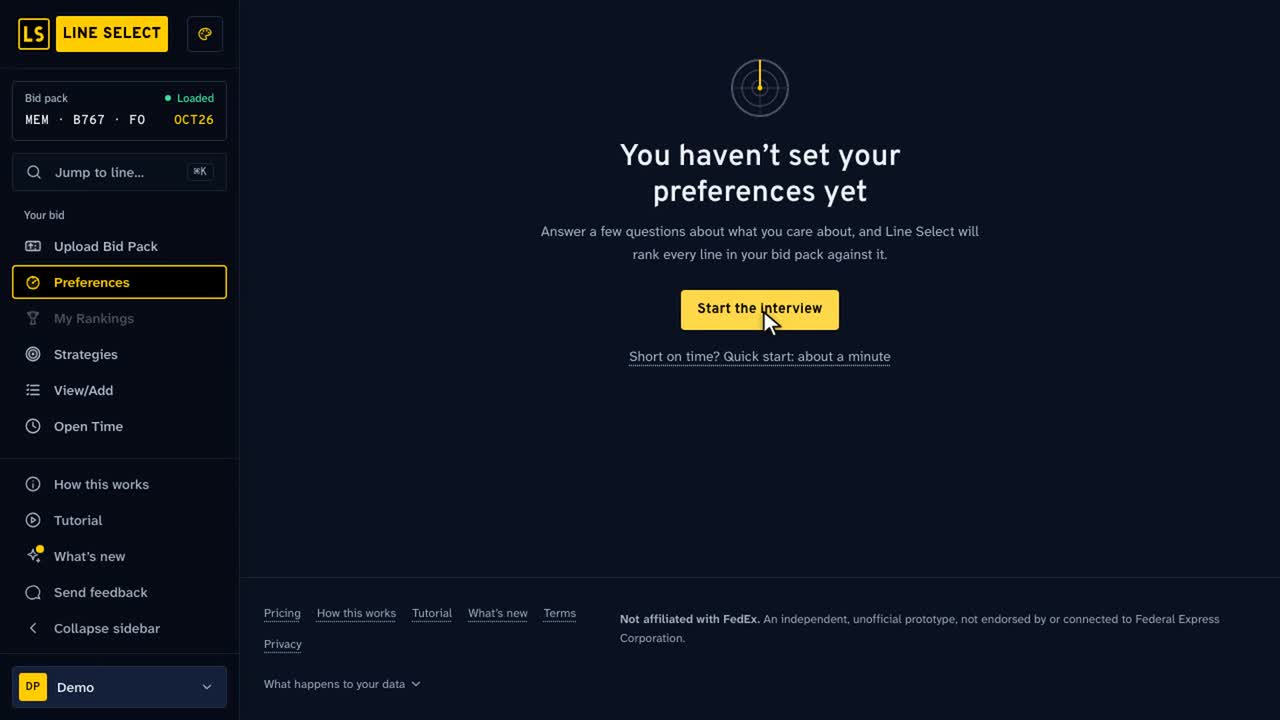 LS LINE SELECT
Bid pack Loaded
MEM · B767 · FO OCT26
Jump to line... ⌘K
Your bid
Upload Bid Pack
Preferences
My Rankings
Strategies
View/Add
Open Time
How this works
Tutorial
What's new
Send feedback
Collapse sidebar
DP Demo
You haven't set your
preferences yet
Answer a few questions about what you care about, and Line Select will
rank every line in your bid pack against it.
Start the interview
Short on time? Quick start: about a minute
Pricing How this works Tutorial What's new Terms
Privacy
What happens to your data
Not affiliated with FedEx. An independent, unofficial prototype, not endorsed by or connected to Federal Express
Corporation.